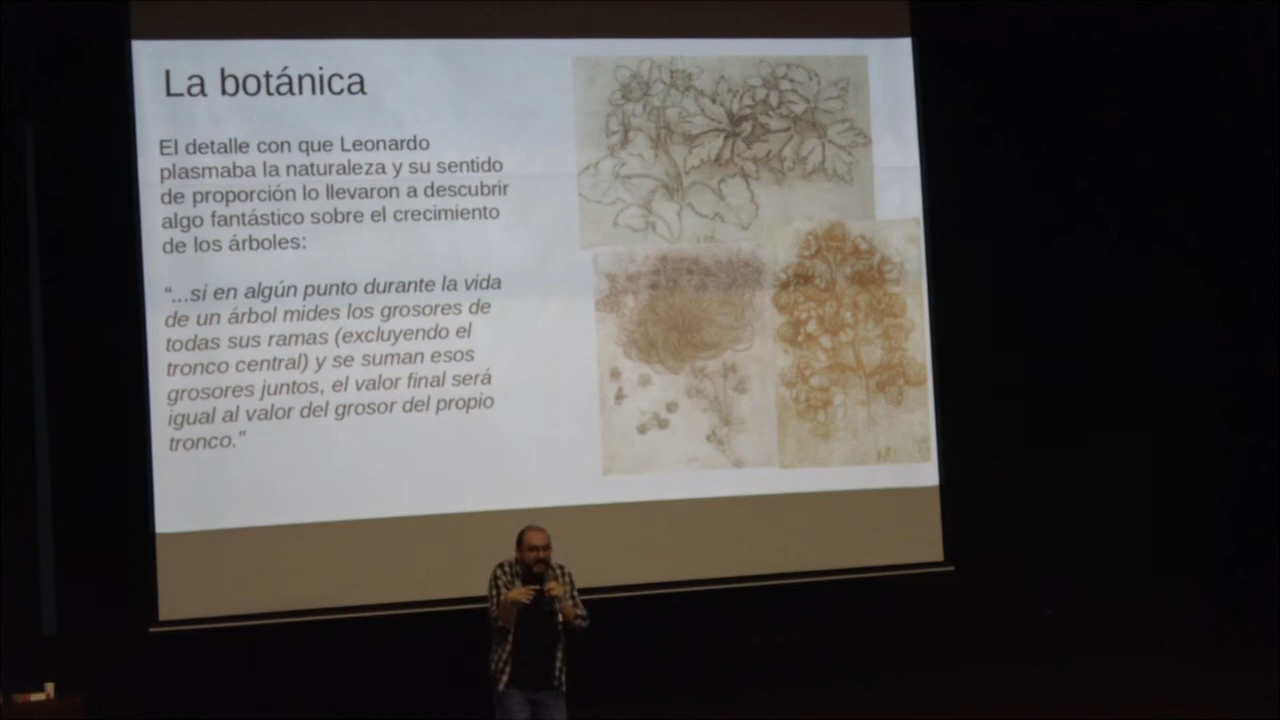 La botánica
El detalle con que Leonardo
plasmaba la naturaleza y su sentido
de proporción lo llevaron a descubrir
algo fantástico sobre el crecimiento
de los árboles:
“...si en algún punto durante la vida
de un árbol mides los grosores de
todas sus ramas (excluyendo el
tronco central) y se suman esos
grosores juntos, el valor final será
igual al valor del grosor del propio
tronco."